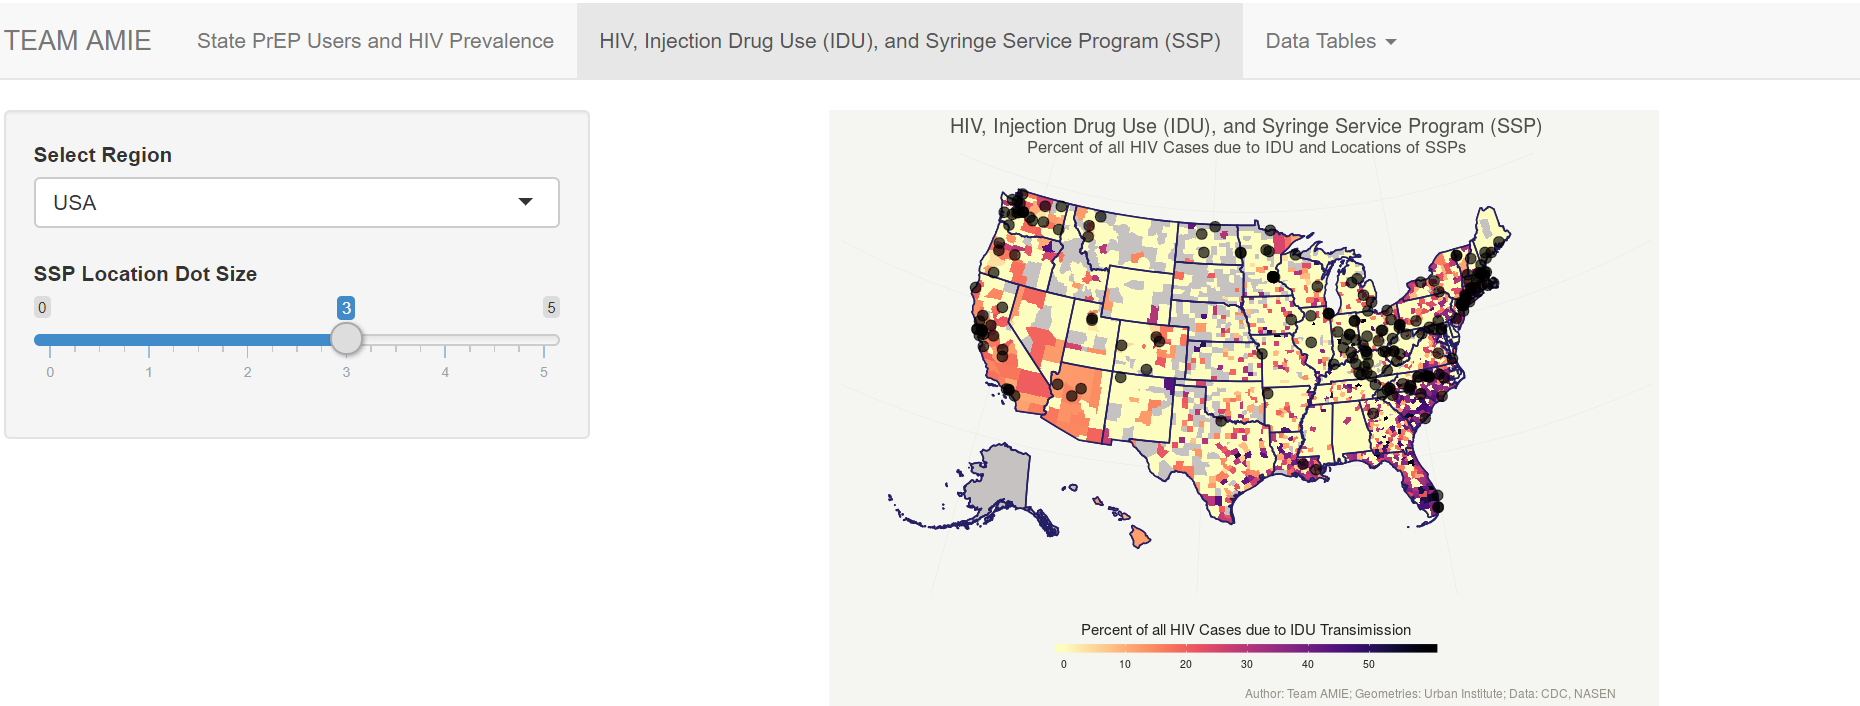 TEAM AMIE State PrEP Users and HIV Prevalence HIV, Injection Drug Use (IDU), and Syringe Service Program (SSP) Data Tables
Select Region
USA
SSP Location Dot Size
0 3 5
0 1 2 3 4 5
HIV, Injection Drug Use (IDU), and Syringe Service Program (SSP)
Percent of all HIV Cases due to IDU and Locations of SSPs
Percent of all HIV Cases due to IDU Transimission
0 10 20 30 40 50
Author: Team AMIE; Geometries: Urban Institute; Data: CDC, NASEN